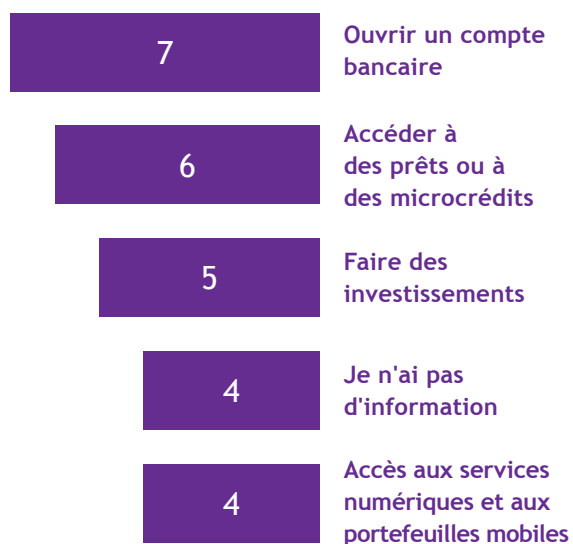 7
Ouvrir un compte
bancaire
6
Accéder à
des prêts ou à
des microcrédits
5
Faire des
investissements
4
Je n'ai pas
d'information
4
Accès aux services
numériques et aux
portefeuilles mobiles